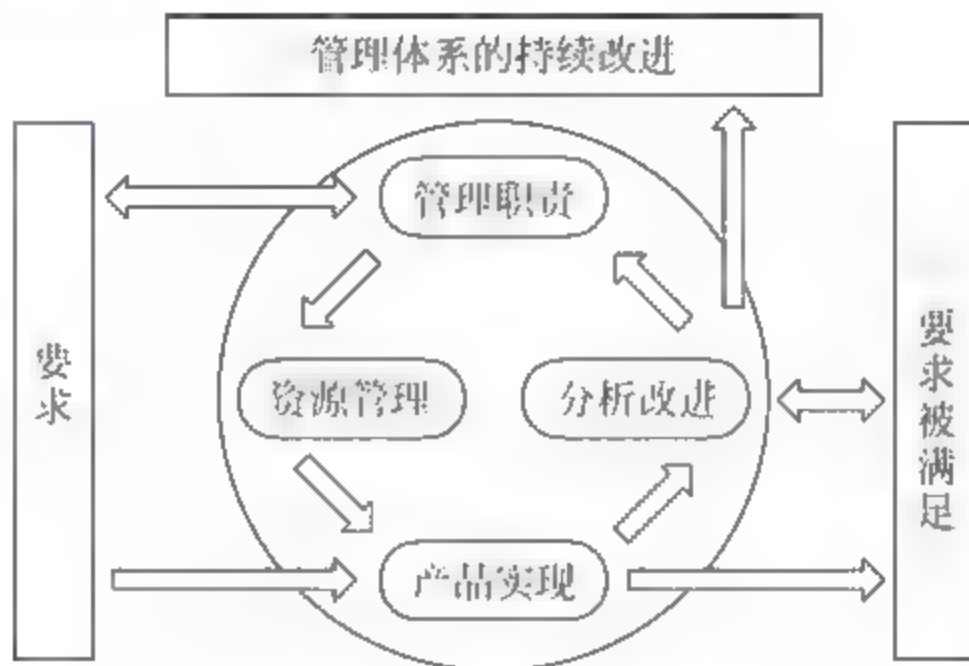 管理体系的持续改进
管理职责
要求
资源管理
分析改进
要求被满足
产品实现